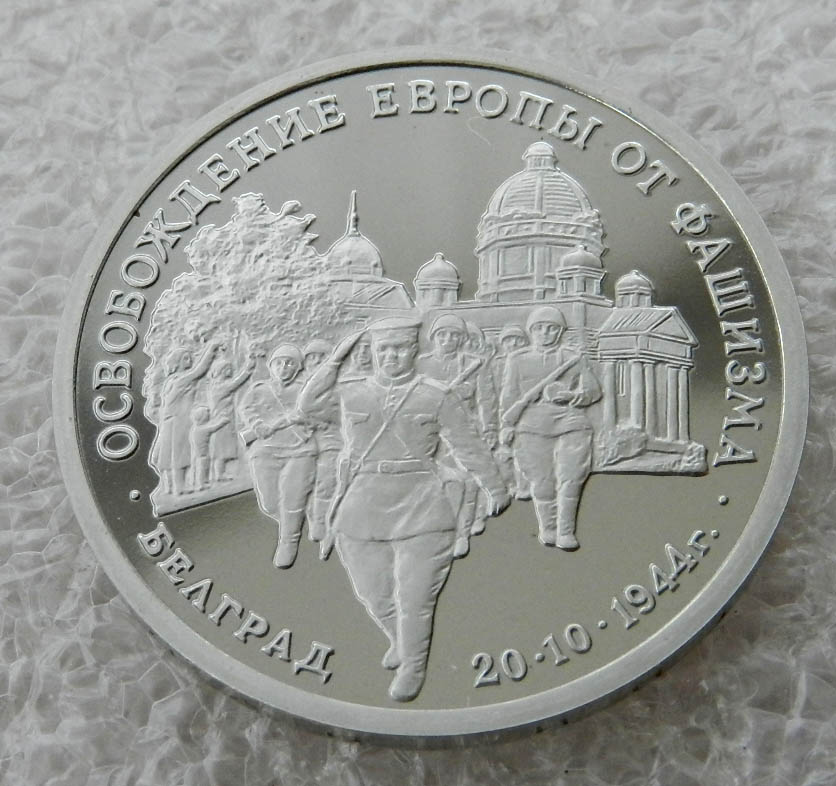 ОСВОБОЖДЕНИЕ ЕВРОПЫ ОТ ФАШИЗМА
· БЕЛГРАД 20·10·1944г. ·